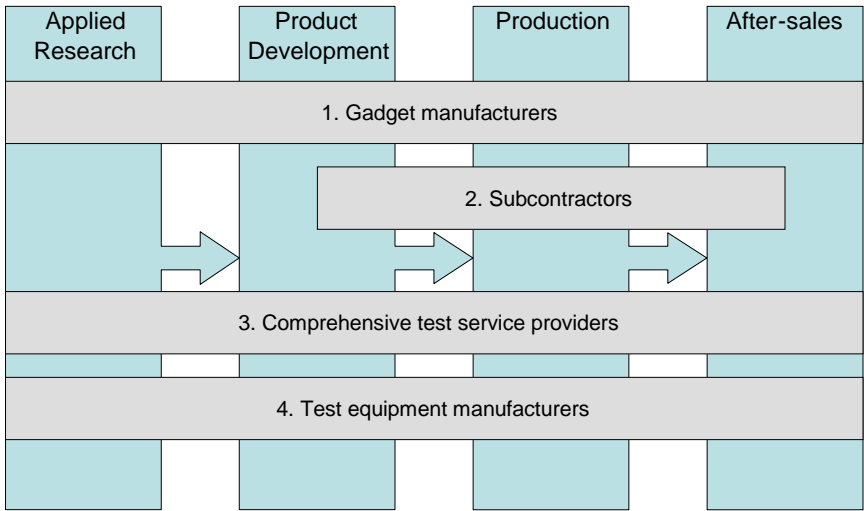 Applied
Research
Product
Development
Production
After-sales
1. Gadget manufacturers
2. Subcontractors
3. Comprehensive test service providers
4. Test equipment manufacturers